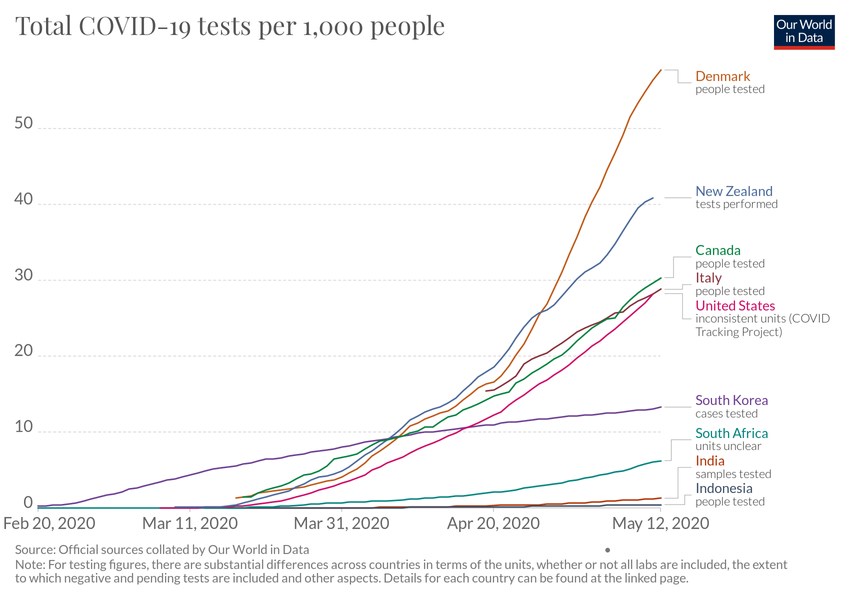 Total COVID-19 tests per 1,000 people
Our World
in Data
Denmark
people tested
50
New Zealand
tests performed
40
Canada
people tested
30
Italy
people tested
United States
inconsistent units (COVID
Tracking Project)
20
South Korea
cases tested
10
South Africa
units unclear
India
samples tested
Indonesia
people tested
0
Feb 20, 2020
Mar 11, 2020
Mar 31, 2020
Apr 20, 2020
May 12, 2020
Source: Official sources collated by Our World in Data
Note: For testing figures, there are substantial differences across countries in terms of the units, whether or not all labs are included, the extent
to which negative and pending tests are included and other aspects. Details for each country can be found at the linked page.